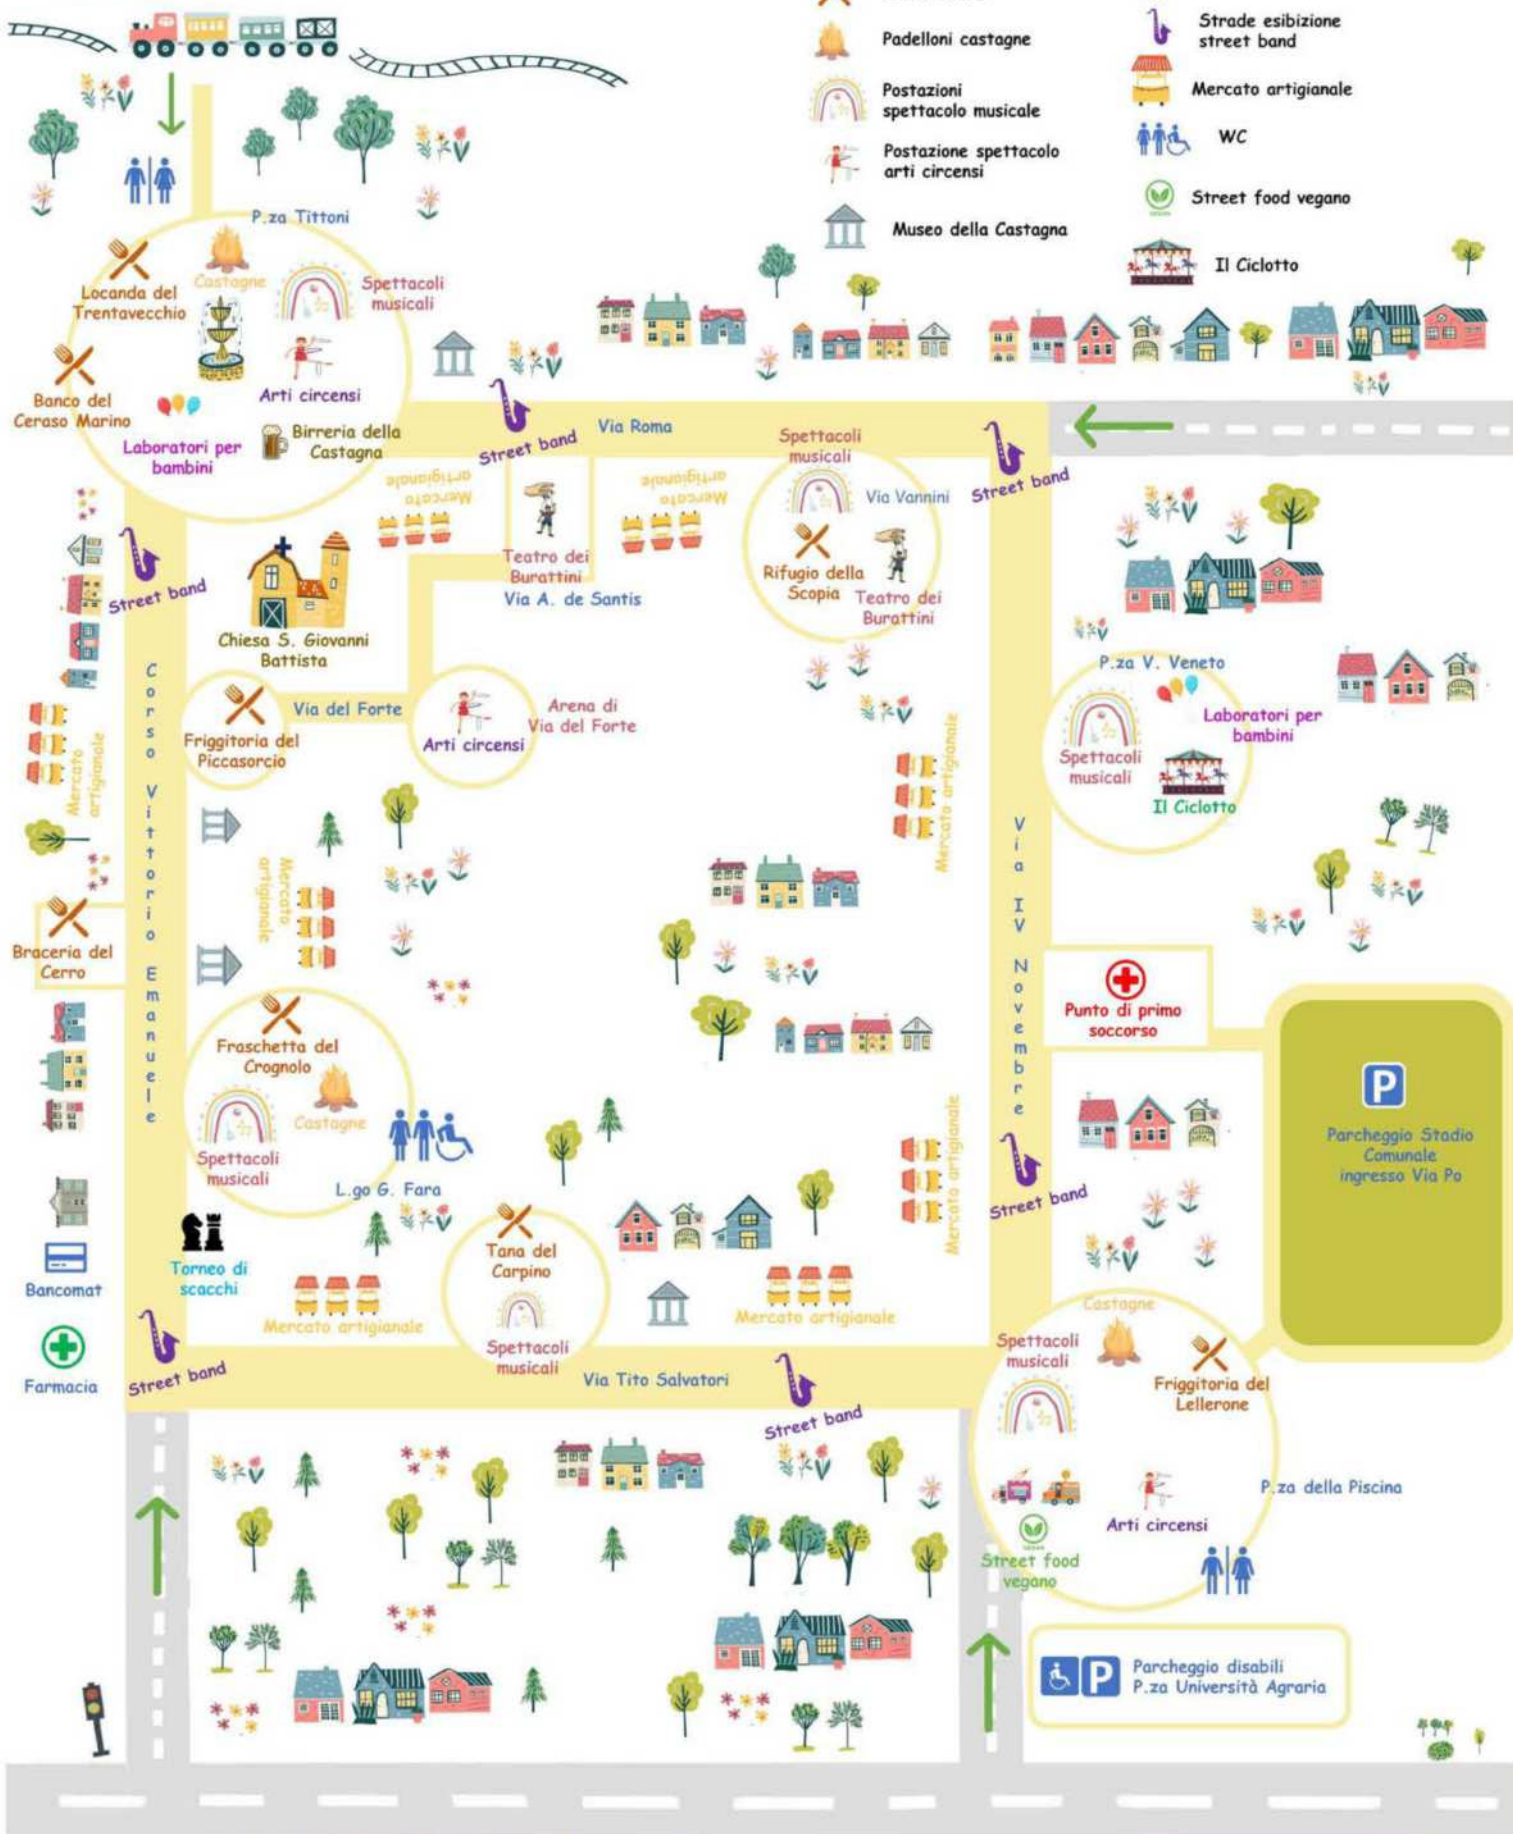 Padelloni castagne
Postazioni
spettacolo musicale
Postazione spettacolo
arti circensi
Museo della Castagna
Strade esibizione
street band
Mercato artigianale
WC
VEGAN
Street food vegano
Il Ciclotto
P.za Tittoni
Locanda del
Trentavecchio
Castagne
Spettacoli
musicali
Banco del
Ceraso Marino
Arti circensi
Laboratori per
bambini
Birreria della
Castagna
Street band
Via Roma
Street band
Mercato
artigianale
Mercato
artigianale
Teatro dei
Burattini
Via A. de Santis
Spettacoli
musicali
Via Vannini
Rifugio della
Scopia
Teatro dei
Burattini
Street band
Chiesa S. Giovanni
Battista
Corso Vittorio Emanuele
Friggitoria del
Piccasorcio
Via del Forte
Arti circensi
Arena di
Via del Forte
P.za V. Veneto
Laboratori per
bambini
Spettacoli
musicali
Il Ciclotto
Mercato
artigianale
Mercato artigianale
Via IV Novembre
Mercato
artigianale
Braceria del
Cerro
Punto di primo
soccorso
Fraschetta del
Crognolo
Castagne
Spettacoli
musicali
L.go G. Fara
P
Parcheggio Stadio
Comunale
ingresso Via Po
Mercato artigianale
Street band
Torneo di
scacchi
Bancomat
Farmacia
Street band
Mercato artigianale
Tana del
Carpino
Spettacoli
musicali
Mercato artigianale
Via Tito Salvatori
Street band
Castagne
Spettacoli
musicali
Friggitoria del
Lellerone
P.za della Piscina
Arti circensi
VEGAN
Street food
vegano
P
Parcheggio disabili
P.za Università Agraria